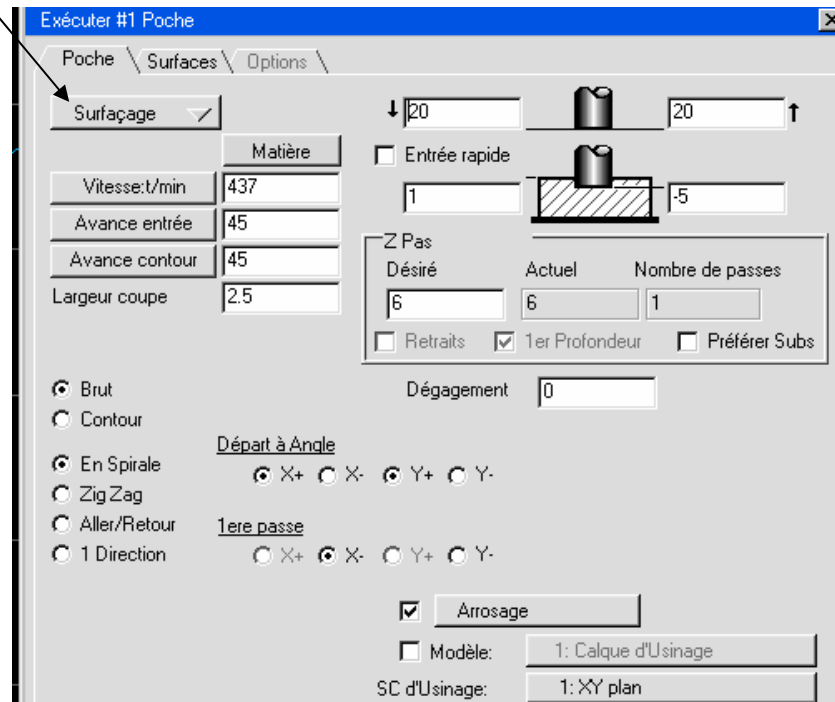 Exécuter #1 Poche
Poche Surfaces Options
Surfaçage
20 20
Matière
Entrée rapide
Vitesse:t/min 437
1 -5
Avance entrée 45
Avance contour 45
Largeur coupe 2.5
Z Pas
Désiré Actuel Nombre de passes
6 6 1
Retraits 1er Profondeur Préférer Subs
Dégagement 0
Brut
Contour
En Spirale
Zig Zag
Aller/Retour
1 Direction
Départ à Angle
X+ X- Y+ Y-
1ere passe
X+ X- Y+ Y-
Arrosage
Modèle: 1: Calque d'Usinage
SC d'Usinage: 1: XY plan